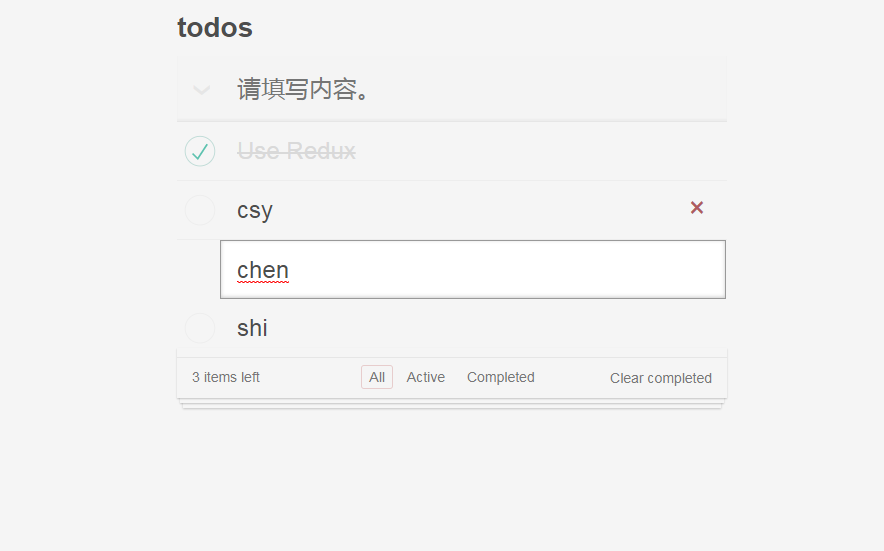 todos
请填写内容。
Use Redux
csy
chen
shi
3 items left All Active Completed Clear completed